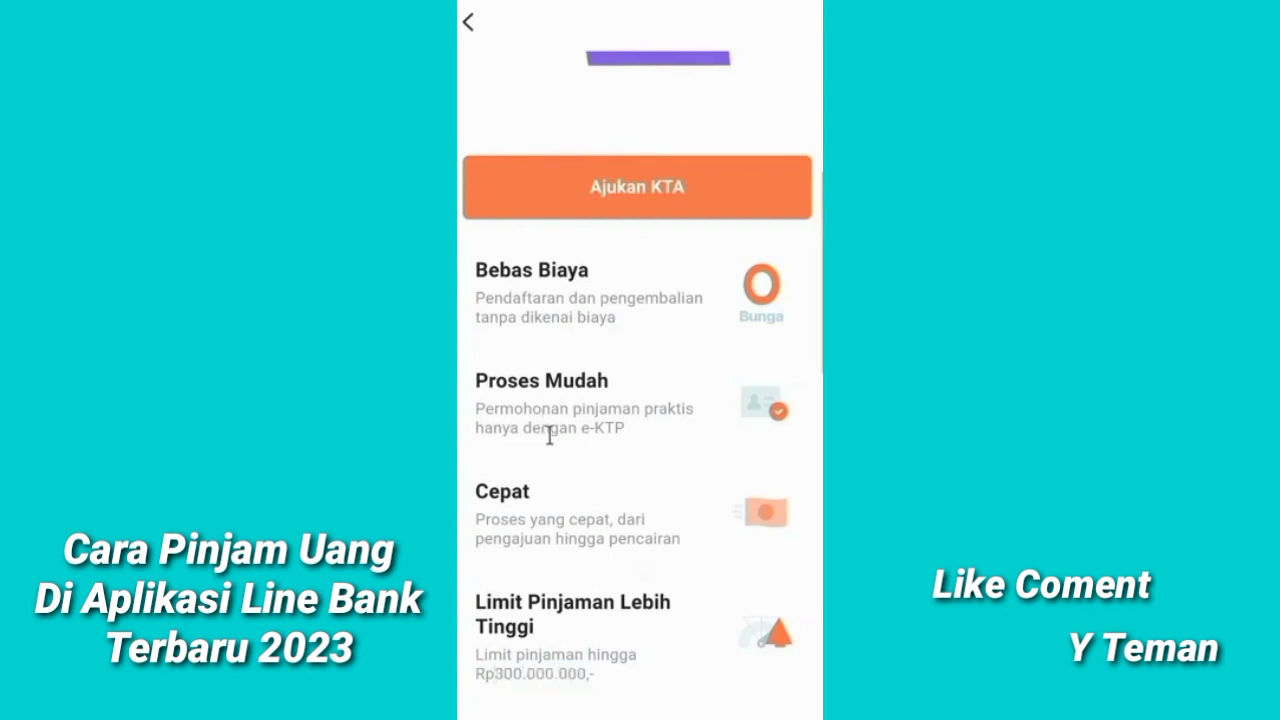 Ajukan KTA
Bebas Biaya
Pendaftaran dan pengembalian
tanpa dikenai biaya
0
Bunga
Proses Mudah
Permohonan pinjaman praktis
hanya dengan e-KTP
Cepat
Proses yang cepat, dari
pengajuan hingga pencairan
Limit Pinjaman Lebih
Tinggi
Limit pinjaman hingga
Rp300.000.000,-
Cara Pinjam Uang
Di Aplikasi Line Bank
Terbaru 2023
Like Coment
Y Teman